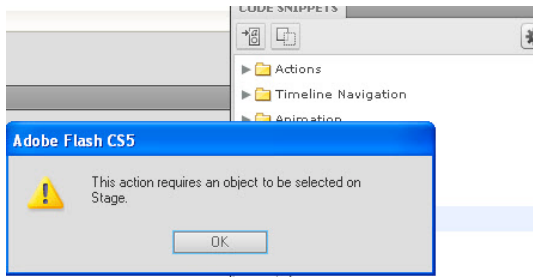 CODE SNIPPETS
Actions
Timeline Navigation
Animation
Adobe Flash CS5
This action requires an object to be selected on
Stage.
OK